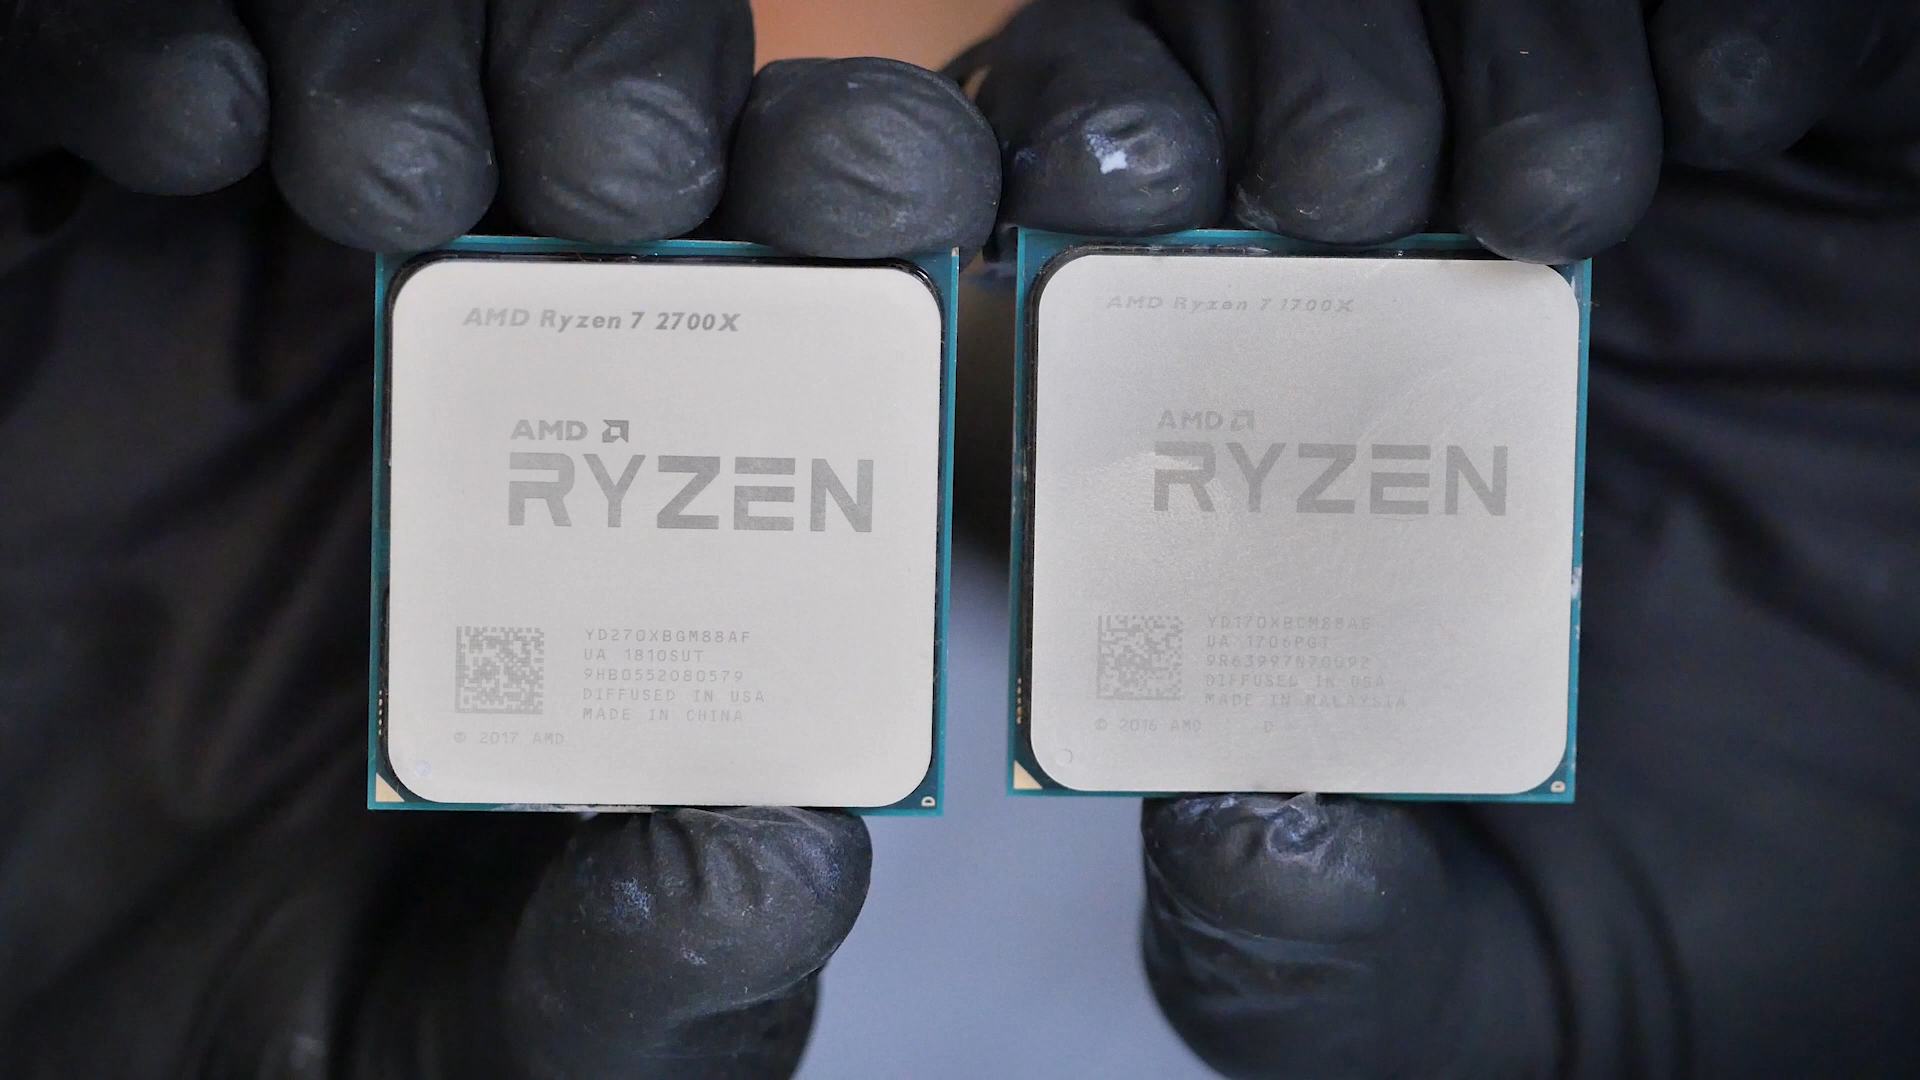 AMD Ryzen 7 2700X
AMD
RYZEN
YD270XBGM88AF
UA 1810SUT
9HB0552080579
DIFFUSED IN USA
MADE IN CHINA
© 2017 AMD
D
AMD Ryzen 7 1700X
AMD
RYZEN
YD170XBCM88AE
UA 1706PGT
9R63997N70092
DIFFUSED IN USA
MADE IN MALAYSIA
© 2016 AMD D
D